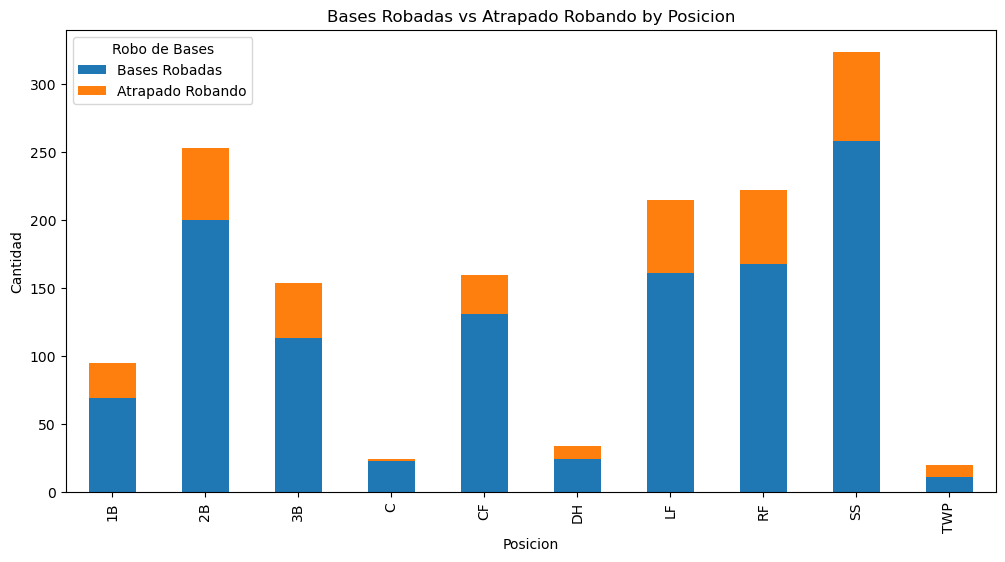 Bases Robadas vs Atrapado Robando by Posicion
Robo de Bases
Bases Robadas
Atrapado Robando
Cantidad
300
250
200
150
100
50
0
1B
2B
3B
C
CF
DH
LF
RF
SS
TWP
Posicion